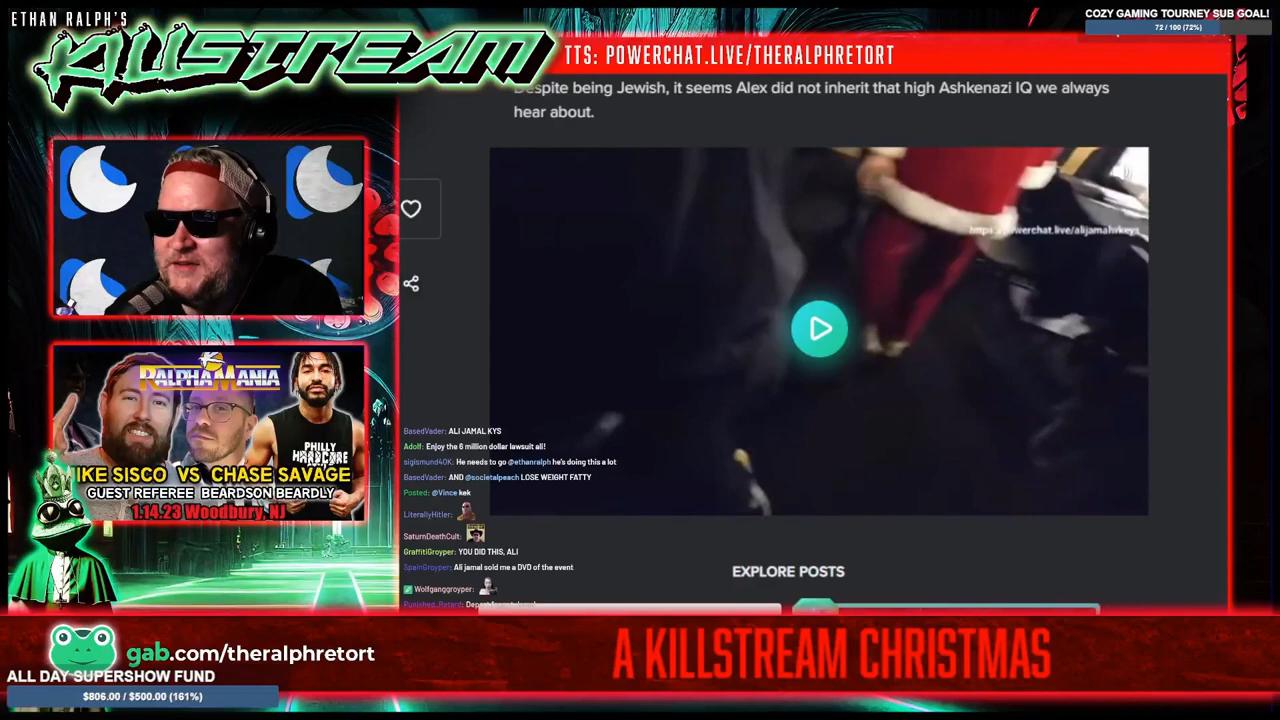 ETHAN RALPH'S
KILLSTREAM
TTS: POWERCHAT.LIVE/THERALPHRETORT
COZY GAMING TOURNEY SUB GOAL!
72 / 100 (72%)
Despite being Jewish, it seems Alex did not inherit that high Ashkenazi IQ we always
hear about.
https://powerchat.live/alijamahrkeys
BasedVader: ALI JAMAL KYS
Adolf: Enjoy the 6 million dollar lawsuit ali!
sigismund40K: He needs to go @ethanralph he's doing this a lot
BasedVader: AND @societalpeach LOSE WEIGHT FATTY
Posted: @Vince kek
LiterallyHitler:
SaturnDeathCult:
GraffitiGroyper: YOU DID THIS, ALI
SpainGroyper: Ali jamal sold me a DVD of the event
Wolfganggroyper:
EXPLORE POSTS
RALPHAMANIA
PHILLY
HARDCORE
IKE SISCO VS. CHASE SAVAGE
GUEST REFEREE BEARDSON BEARDLY
1.14.23 Woodbury, NJ
gab.com/theralphretort
ALL DAY SUPERSHOW FUND
$806.00 / $500.00 (161%)
A KILLSTREAM CHRISTMAS